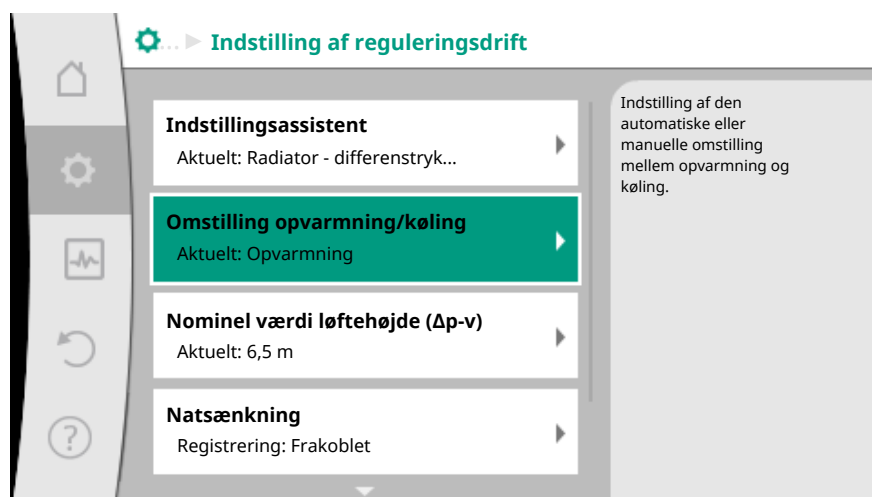 ... Indstilling af reguleringsdrift
Indstillingsassistent
Aktuelt: Radiator - differenstryk...
Omstilling opvarmning/køling
Aktuelt: Opvarmning
Nominel værdi løftehøjde (Δp-v)
Aktuelt: 6,5 m
Natsænkning
Registrering: Frakoblet
Indstilling af den
automatiske eller
manuelle omstilling
mellem opvarmning og
køling.
?